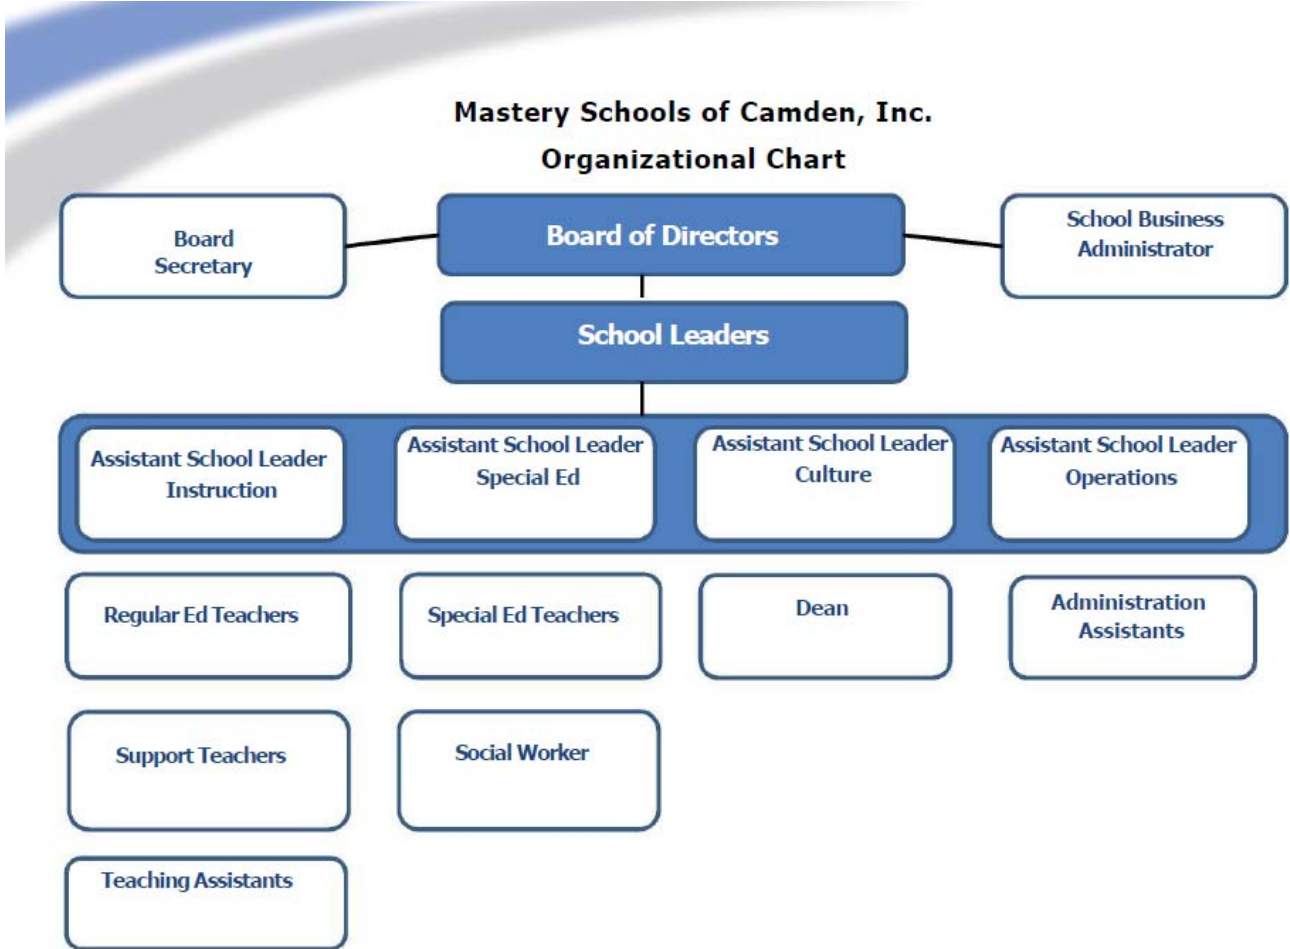 Mastery Schools of Camden, Inc.
Organizational Chart
Board
Secretary
Board of Directors
School Business
Administrator
School Leaders
Assistant School Leader
Instruction
Assistant School Leader
Special Ed
Assistant School Leader
Culture
Assistant School Leader
Operations
Regular Ed Teachers
Special Ed Teachers
Dean
Administration
Assistants
Support Teachers
Social Worker
Teaching Assistants